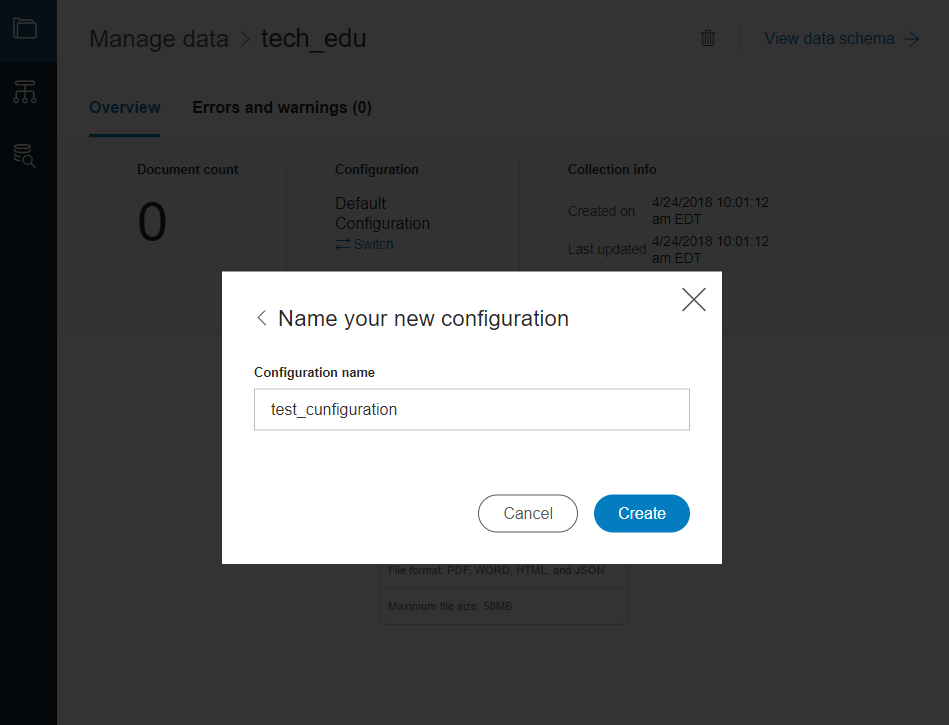 Manage data > tech_edu
View data schema
Overview
Errors and warnings (0)
Document count
0
Configuration
Default
Configuration
Switch
Collection info
Created on
4/24/2018 10:01:12
am EDT
Last updated
4/24/2018 10:01:12
am EDT
Name your new configuration
Configuration name
test_cunfiguration
Cancel
Create
File format: PDF, WORD, HTML, and JSON
Maximum file size: 50MB